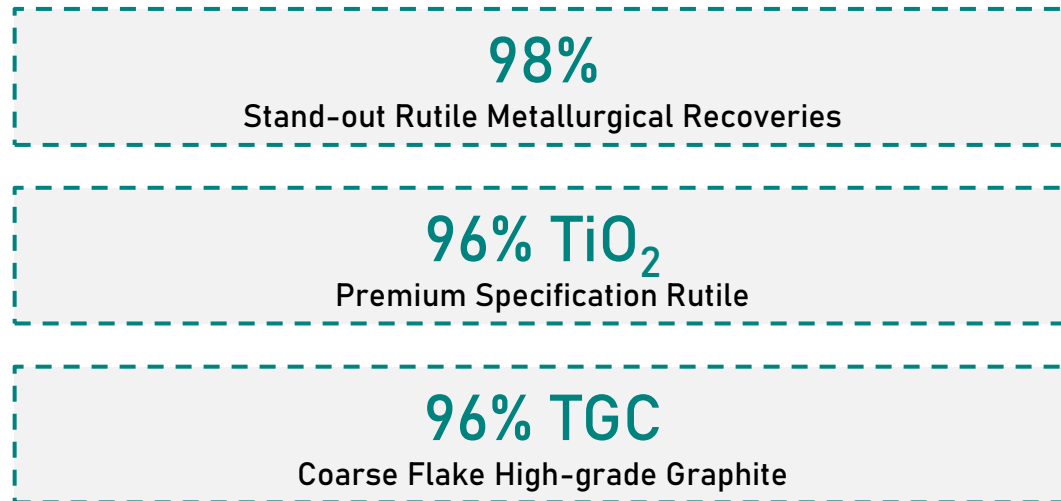 98%
Stand-out Rutile Metallurgical Recoveries
96% TiO₂
Premium Specification Rutile
96% TGC
Coarse Flake High-grade Graphite